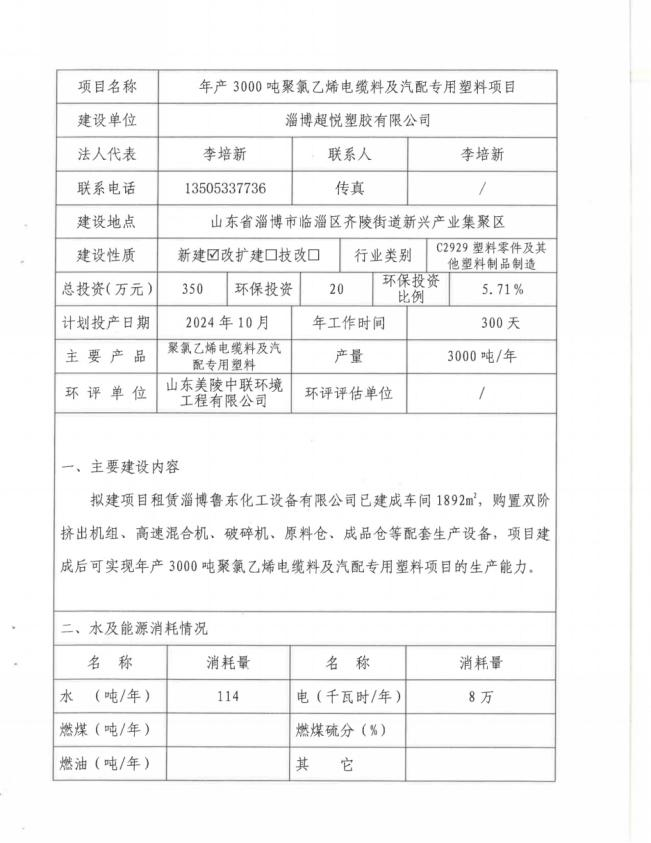 项目名称 年产 3000 吨聚氯乙烯电缆料及汽配专用塑料项目
建设单位 淄博超悦塑胶有限公司
法人代表 李培新 联系人 李培新
联系电话 13505337736 传真 /
建设地点 山东省淄博市临淄区齐陵街道新兴产业集聚区
建设性质 新建☑改扩建□技改□ 行业类别 C2929 塑料零件及其
他塑料制品制造
总投资(万元) 350 环保投资 20 环保投资
比例 5.71%
计划投产日期 2024 年 10 月 年工作时间 300 天
主要产品 聚氯乙烯电缆料及汽
配专用塑料 产量 3000 吨/年
环评单位 山东美陵中联环境
工程有限公司 环评评估单位 /
一、主要建设内容
拟建项目租赁淄博鲁东化工设备有限公司已建成车间 1892㎡，购置双阶
挤出机组、高速混合机、破碎机、原料仓、成品仓等配套生产设备，项目建
成后可实现年产 3000 吨聚氯乙烯电缆料及汽配专用塑料项目的生产能力。
二、水及能源消耗情况
名 称 消耗量 名 称 消耗量
水 （吨/年） 114 电（千瓦时/年） 8 万
燃煤（吨/年） 燃煤硫分（%）
燃油（吨/年） 其 它